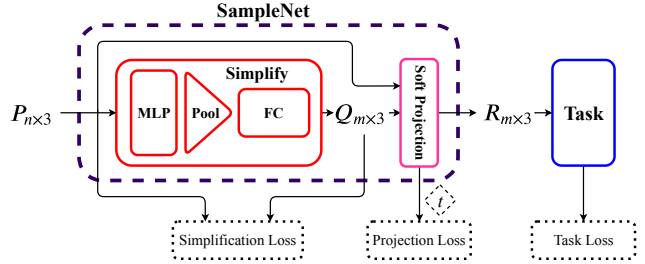 SampleNet
Simplify
MLP
Pool
FC
Soft Projection
P_{n×3}
Q_{m×3}
R_{m×3}
Task
t
Simplification Loss
Projection Loss
Task Loss